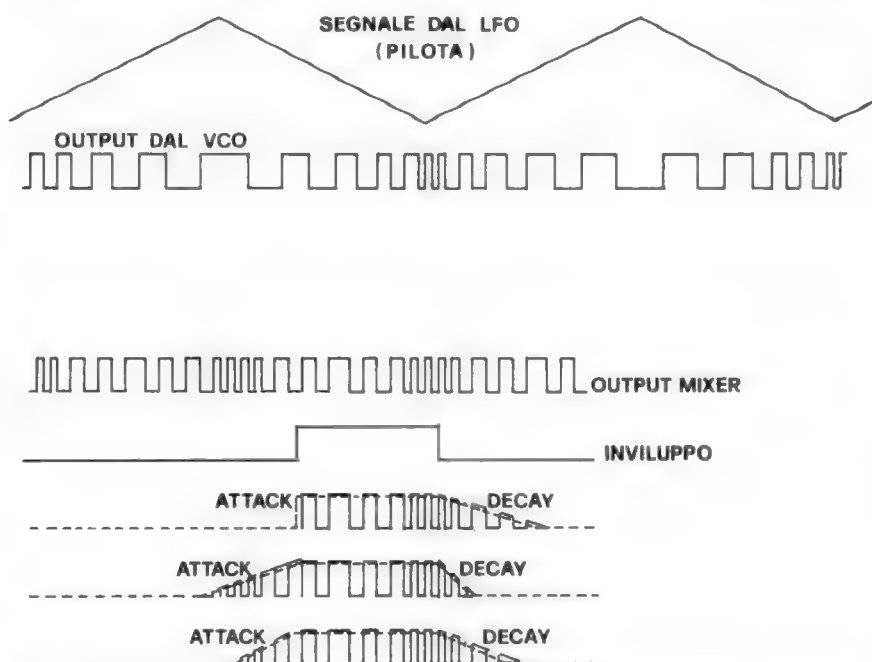 SEGNALE DAL LFO
(PILOTA)
OUTPUT DAL VCO
OUTPUT MIXER
INVILUPPO
ATTACK DECAY
ATTACK DECAY
ATTACK DECAY